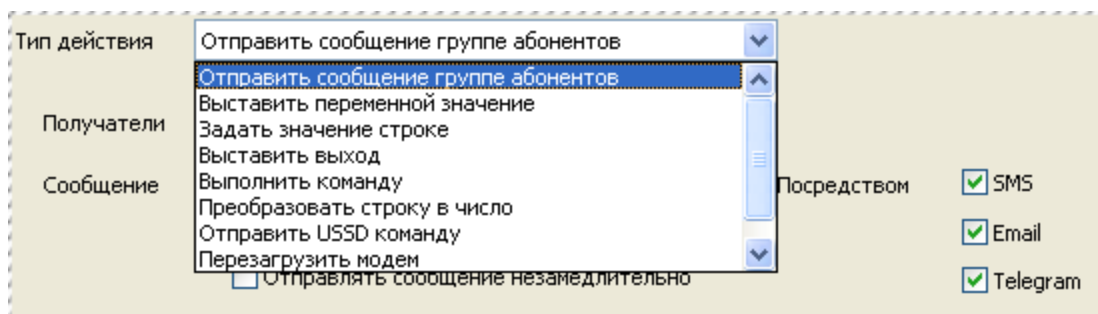 Тип действия
Отправить сообщение группе абонентов
Отправить сообщение группе абонентов
Выставить переменной значение
Получатели
Задать значение строке
Выставить выход
Сообщение
Выполнить команду
Посредством
SMS
Преобразовать строку в число
Отправить USSD команду
Email
Перезагрузить модем
Отправлять сообщение незамедлительно
Telegram